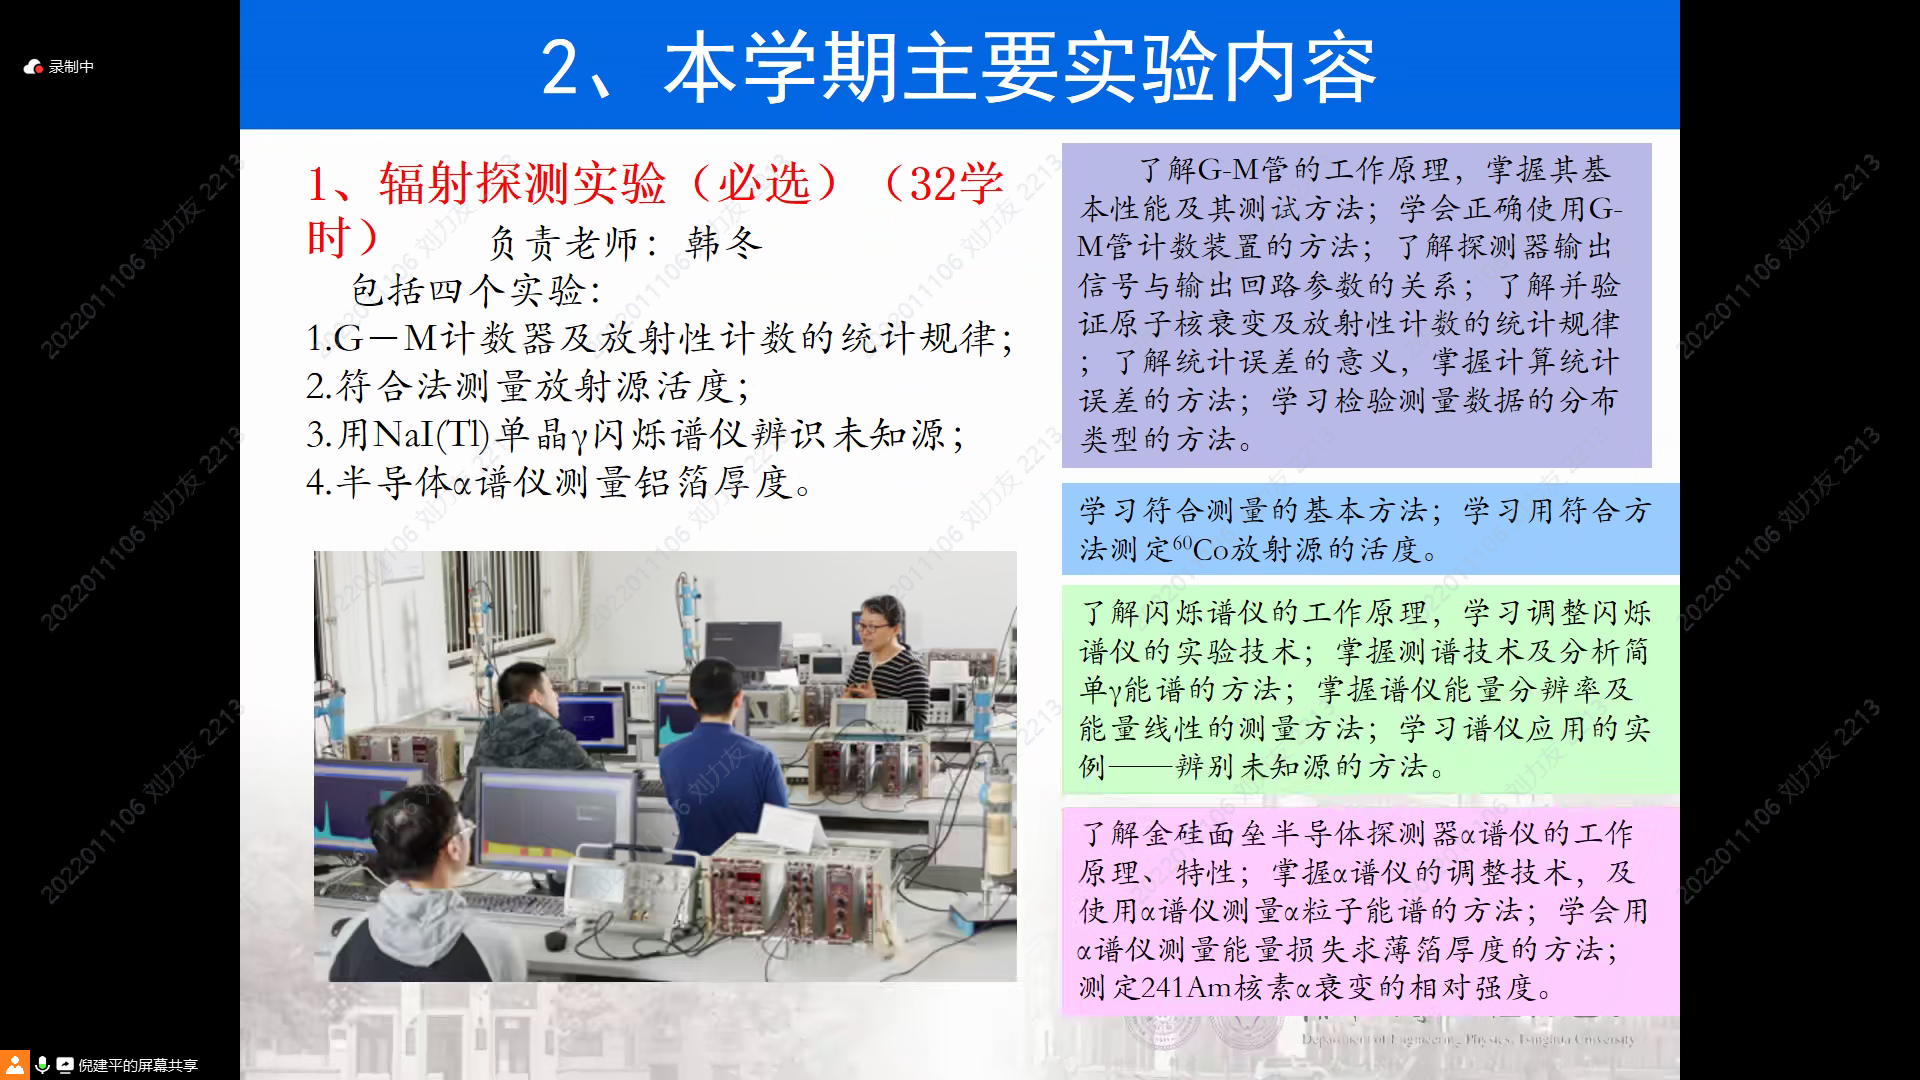 录制中
2、本学期主要实验内容
1、辐射探测实验（必选）（32学
时）
负责老师：韩冬
包括四个实验：
1.G－M计数器及放射性计数的统计规律；
2.符合法测量放射源活度；
3.用NaI(Tl)单晶γ闪烁谱仪辨识未知源；
4.半导体α谱仪测量铝箔厚度。
了解G-M管的工作原理，掌握其基
本性能及其测试方法；学会正确使用G-
M管计数装置的方法；了解探测器输出
信号与输出回路参数的关系；了解并验
证原子核衰变及放射性计数的统计规律
；了解统计误差的意义，掌握计算统计
误差的方法；学习检验测量数据的分布
类型的方法。
学习符合测量的基本方法；学习用符合方
法测定⁶⁰Co放射源的活度。
了解闪烁谱仪的工作原理，学习调整闪烁
谱仪的实验技术；掌握测谱技术及分析简
单γ能谱的方法；掌握谱仪能量分辨率及
能量线性的测量方法；学习谱仪应用的实
例——辨别未知源的方法。
了解金硅面垒半导体探测器α谱仪的工作
原理、特性；掌握α谱仪的调整技术，及
使用α谱仪测量α粒子能谱的方法；学会用
α谱仪测量能量损失求薄箔厚度的方法；
测定241Am核素α衰变的相对强度。
Department of Engineering Physics, Tsinghua University
倪建平的屏幕共享
2022011106 刘力友 2213